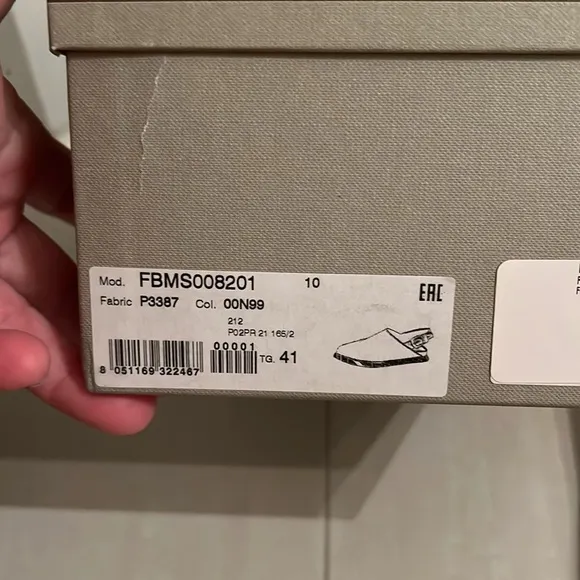 Mod. FBMS008201 10
EAC
Fabric P3387 Col. 00N99
212
P02PR 21 165/2
00001
8 051169 322467
TG. 41